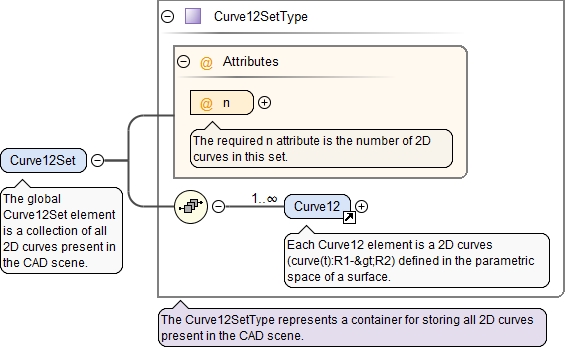 Curve12SetType
@ Attributes
@ n
The required n attribute is the number of 2D
curves in this set.
Curve12Set
The global
Curve12Set element
is a collection of all
2D curves present in
the CAD scene.
1..∞
Curve12
Each Curve12 element is a 2D curves
(curve(t):R1-&gt;R2) defined in the parametric
space of a surface.
The Curve12SetType represents a container for storing all 2D curves
present in the CAD scene.